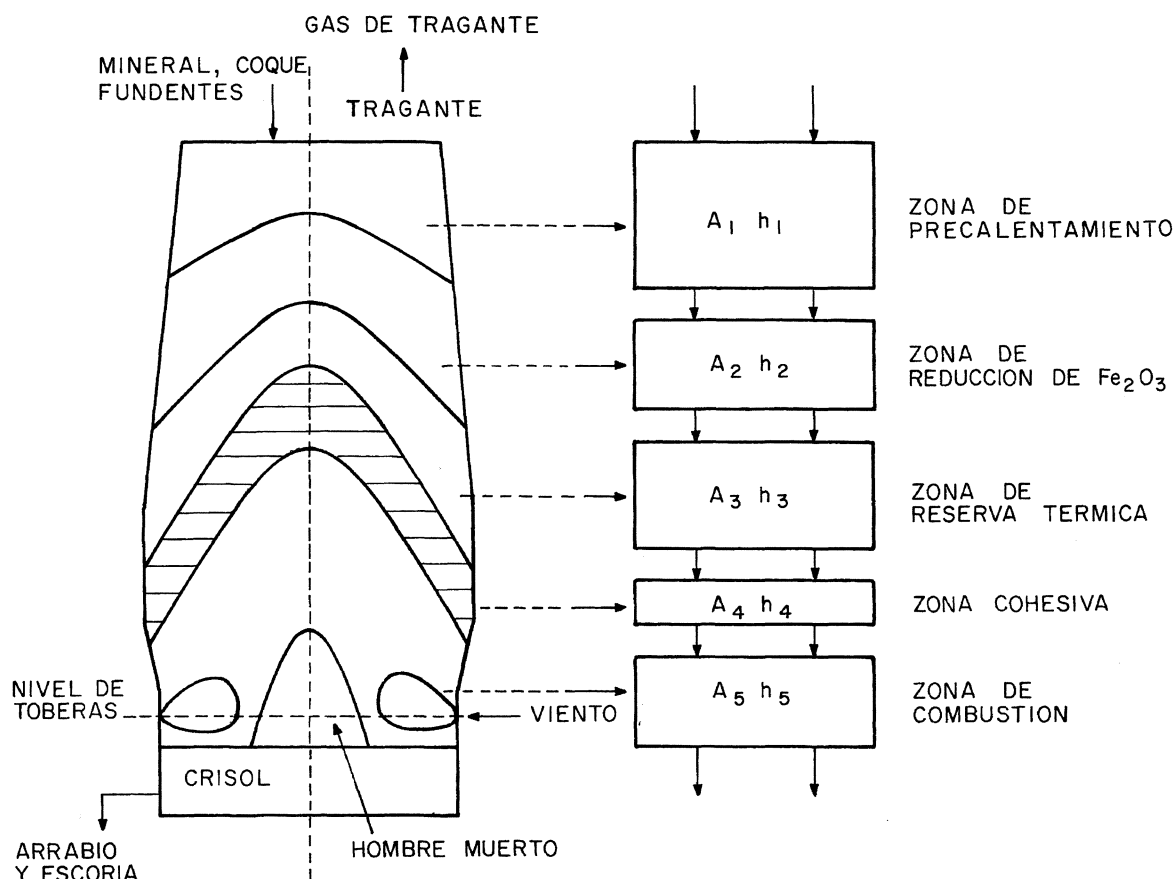 GAS DE TRAGANTE
MINERAL, COQUE
FUNDENTES
TRAGANTE
A1 h1
ZONA DE
PRECALENTAMIENTO
A2 h2
ZONA DE
REDUCCION DE Fe2O3
A3 h3
ZONA DE
RESERVA TERMICA
A4 h4
ZONA COHESIVA
NIVEL DE
TOBERAS
VIENTO
A5 h5
ZONA DE
COMBUSTION
CRISOL
ARRABIO
Y ESCORIA
HOMBRE MUERTO